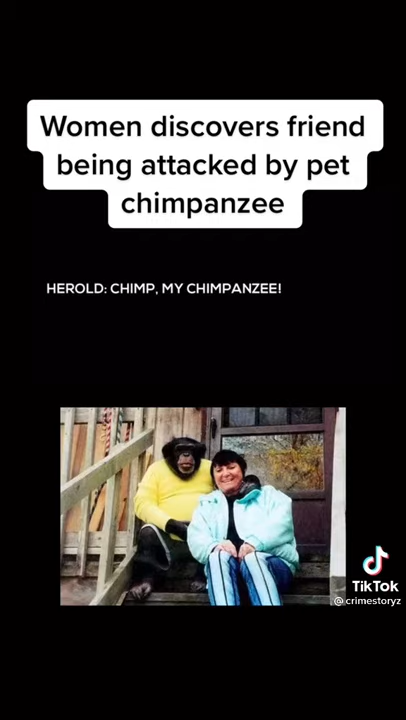 Women discovers friend
being attacked by pet
chimpanzee
HEROLD: CHIMP, MY CHIMPANZEE!
TikTok
@crimestoryz